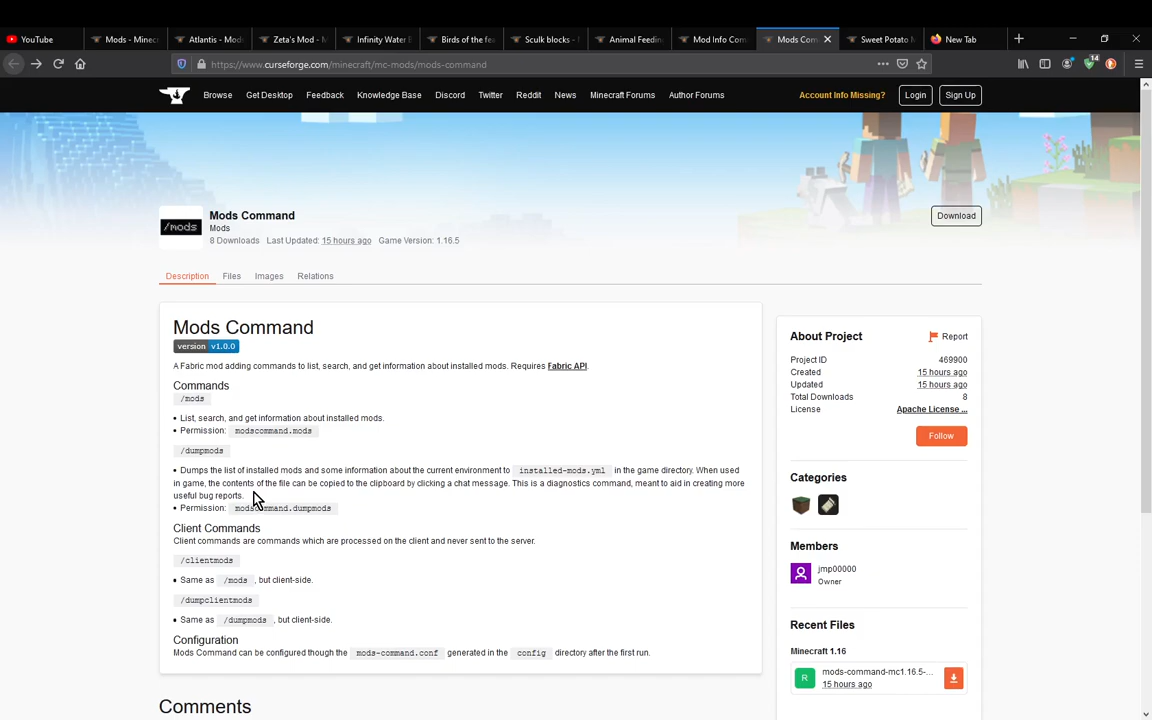 YouTube
Mods - Minec
Atlantis - Mod
Zeta's Mod - M
Infinity Water B
Birds of the fea
Sculk blocks -
Animal Feeding
Mod Info Com
Mods Com
Sweet Potato M
New Tab
https://www.curseforge.com/minecraft/mc-mods/mods-command
14
Browse Get Desktop Feedback Knowledge Base Discord Twitter Reddit News Minecraft Forums Author Forums Account Info Missing? Login Sign Up
/mods
Mods Command
Mods
8 Downloads Last Updated: 15 hours ago Game Version: 1.16.5
Download
Description Files Images Relations
Mods Command
version v1.0.0
A Fabric mod adding commands to list, search, and get information about installed mods. Requires Fabric API.
Commands
/mods
• List, search, and get information about installed mods.
• Permission: modscommand.mods
/dumpmods
• Dumps the list of installed mods and some information about the current environment to installed-mods.yml in the game directory. When used
in game, the contents of the file can be copied to the clipboard by clicking a chat message. This is a diagnostics command, meant to aid in creating more
useful bug reports.
• Permission: modscommand.dumpmods
Client Commands
Client commands are commands which are processed on the client and never sent to the server.
/clientmods
• Same as /mods , but client-side.
/dumpclientmods
• Same as /dumpmods , but client-side.
Configuration
Mods Command can be configured though the mods-command.conf generated in the config directory after the first run.
Comments
About Project
Report
Project ID 469900
Created 15 hours ago
Updated 15 hours ago
Total Downloads 8
License Apache License ...
Follow
Categories
Members
jmp00000
Owner
Recent Files
Minecraft 1.16
R
mods-command-mc1.16.5-...
15 hours ago